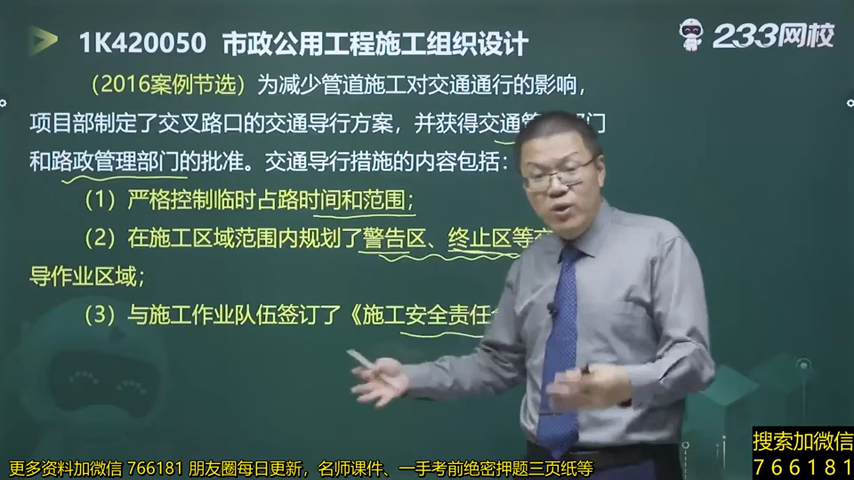 1K420050 市政公用工程施工组织设计
233网校
（2016案例节选）为减少管道施工对交通通行的影响，
项目部制定了交叉路口的交通导行方案，并获得交通管 门
和路政管理部门的批准。交通导行措施的内容包括：
（1）严格控制临时占路时间和范围；
（2）在施工区域范围内规划了警告区、终止区等
导作业区域；
（3）与施工作业队伍签订了《施工安全责任
搜索加微信
766181
更多资料加微信 766181 朋友圈每日更新，名师课件、一手考前绝密押题三页纸等